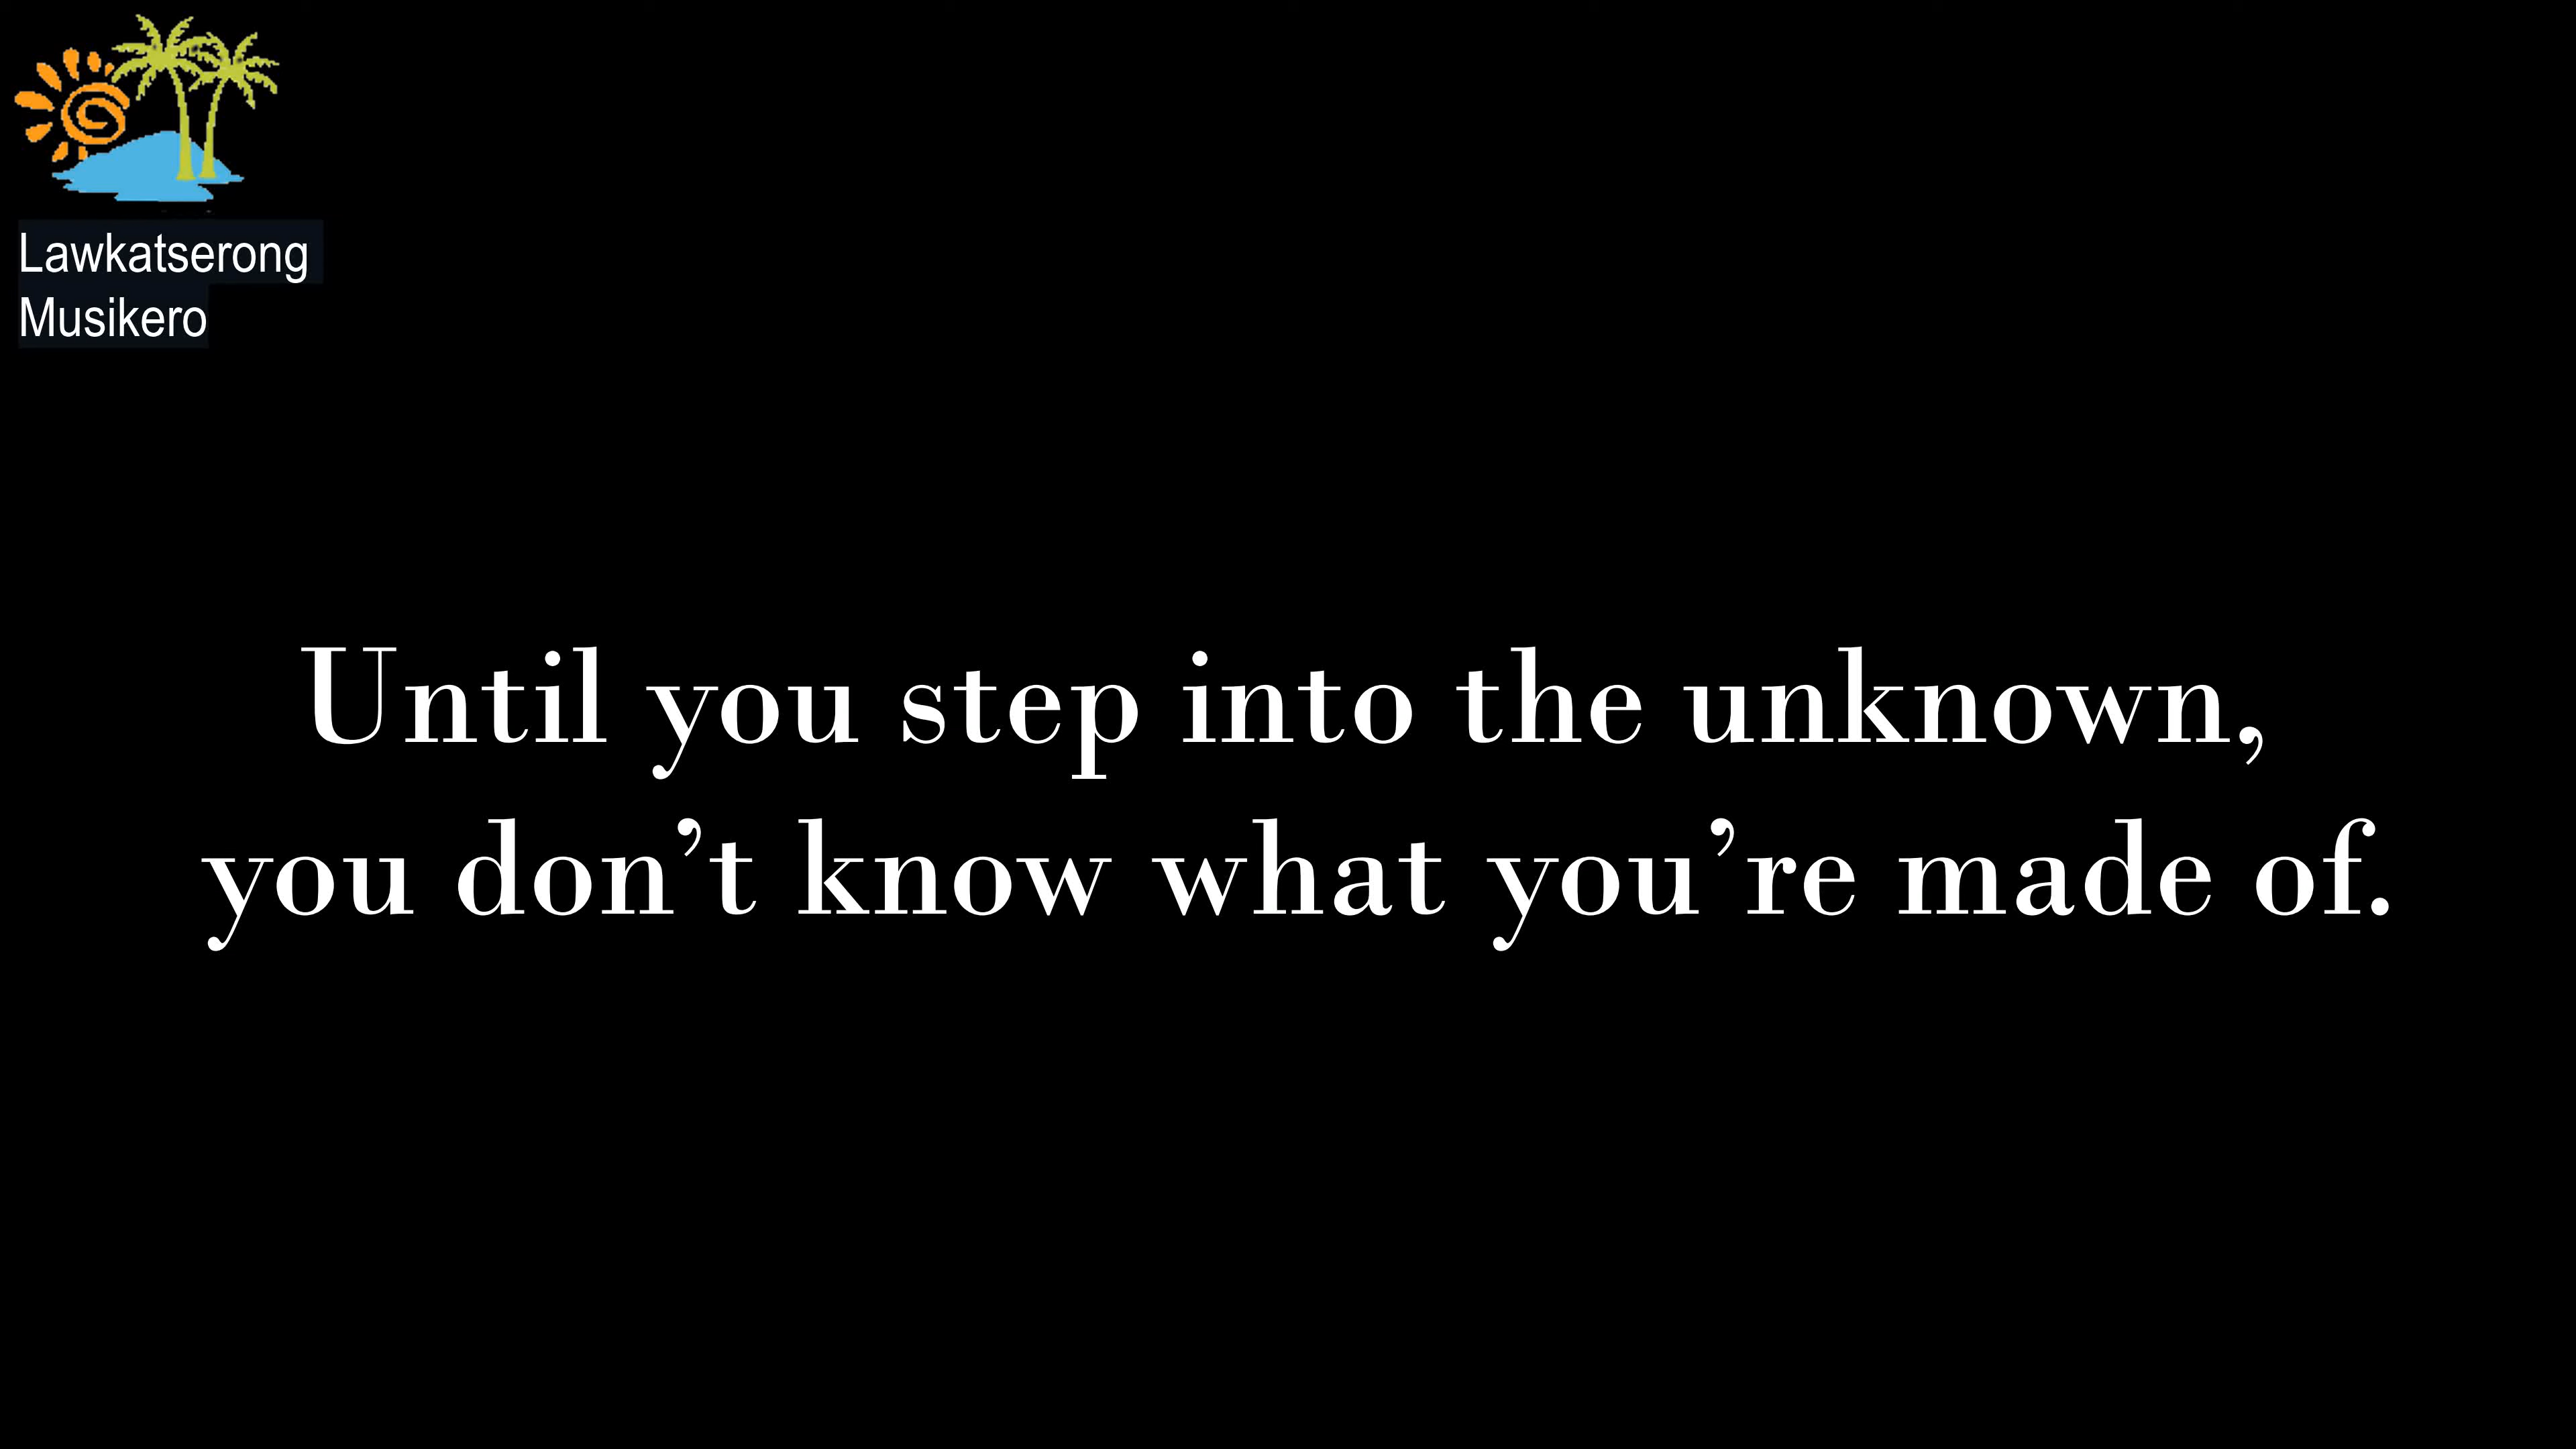 Lawkatserong
Musikero
Until you step into the unknown,
you don’t know what you’re made of.